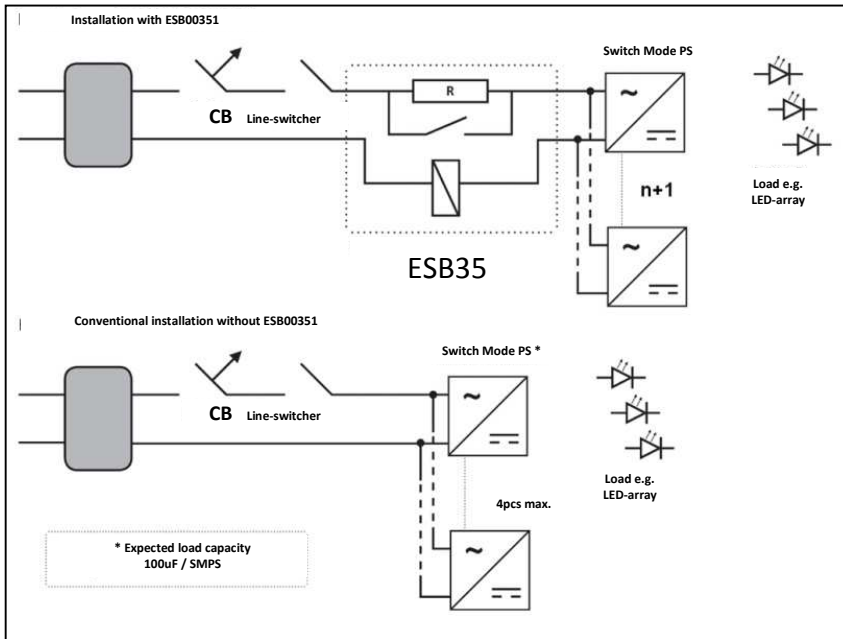 Installation with ESB00351
Switch Mode PS
R
CB Line-switcher
~
n+1
Load e.g.
LED-array
~
ESB35
Conventional installation without ESB00351
Switch Mode PS *
~
CB Line-switcher
Load e.g.
LED-array
4pcs max.
~
* Expected load capacity
100uF / SMPS